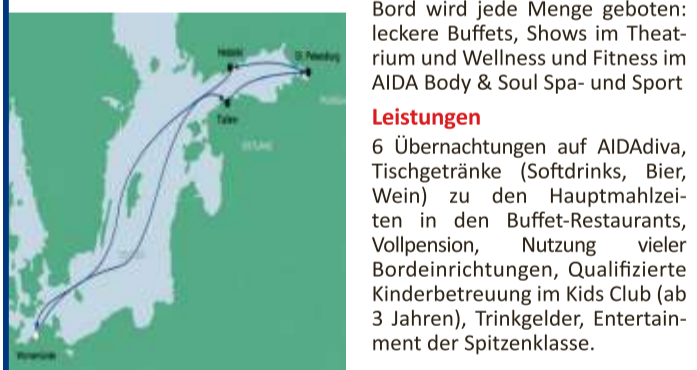 Helsinki
St. Petersburg
Tallinn
ESTLAND
Warnemünde
Bord wird jede Menge geboten:
leckere Buffets, Shows im Theat-
rium und Wellness und Fitness im
AIDA Body & Soul Spa- und Sport
Leistungen
6 Übernachtungen auf AIDAdiva,
Tischgetränke (Softdrinks, Bier,
Wein) zu den Hauptmahlzei-
ten in den Buffet-Restaurants,
Vollpension, Nutzung vieler
Bordeinrichtungen, Qualifizierte
Kinderbetreuung im Kids Club (ab
3 Jahren), Trinkgelder, Entertain-
ment der Spitzenklasse.